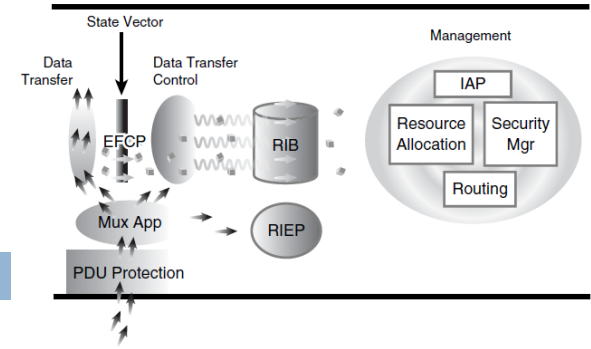 State Vector
Management
Data
Transfer
Data Transfer
Control
IAP
EFCP
RIB
Resource
Allocation
Security
Mgr
Routing
Mux App
RIEP
PDU Protection